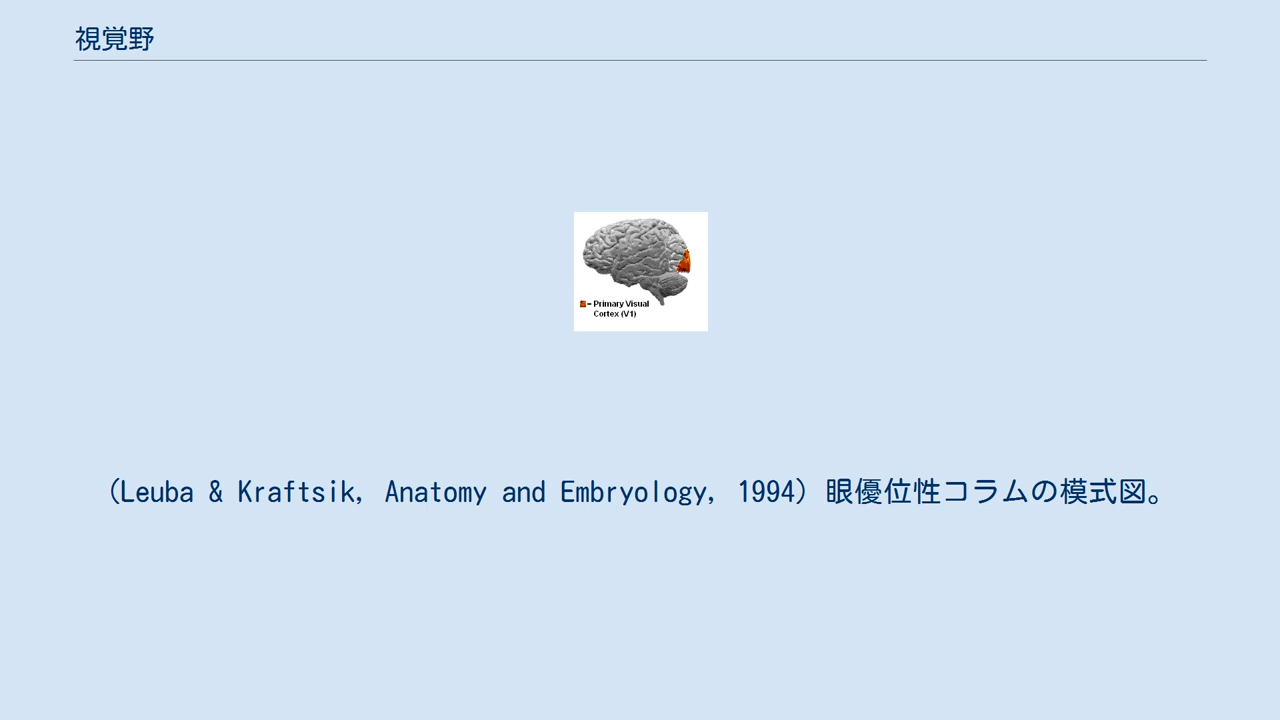 視覚野
= Primary Visual
Cortex (V1)
(Leuba & Kraftsik, Anatomy and Embryology, 1994) 眼優位性コラムの模式図。